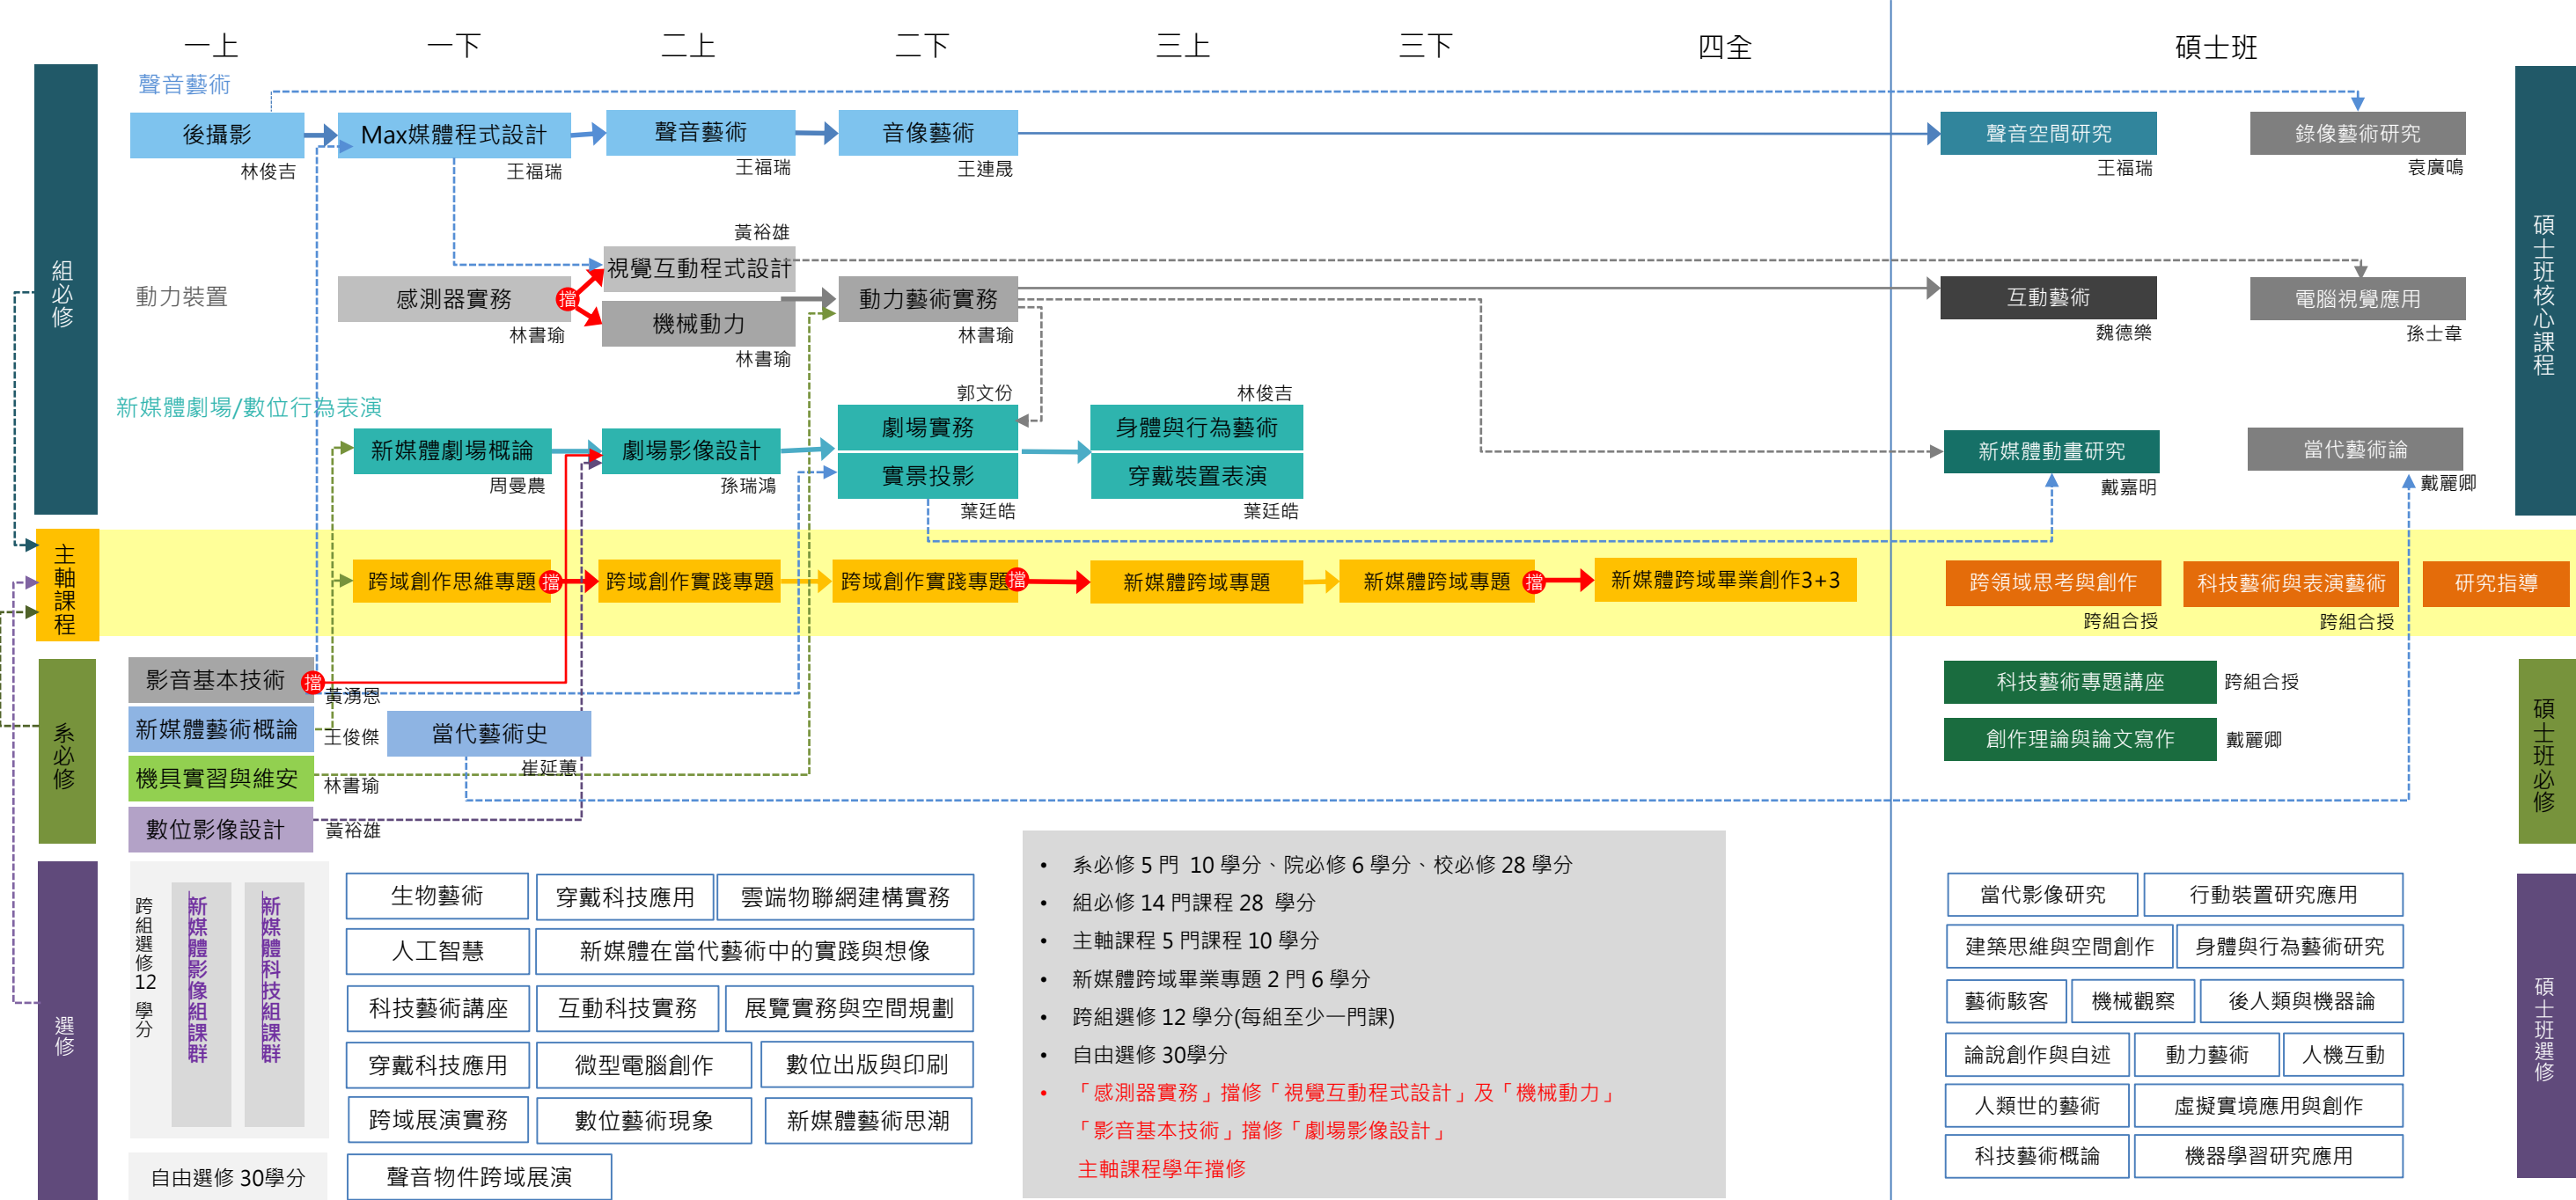 一上
一下
二上
二下
三上
三下
四全
碩士班
組必修
聲音藝術
後攝影
林俊吉
Max媒體程式設計
王福瑞
聲音藝術
王福瑞
音像藝術
王連晟
聲音空間研究
王福瑞
錄像藝術研究
袁廣鳴
碩士班核心課程
動力裝置
感測器實務
擋
林書瑜
黃裕雄
視覺互動程式設計
機械動力
林書瑜
動力藝術實務
林書瑜
互動藝術
魏德樂
電腦視覺應用
孫士韋
新媒體劇場/數位行為表演
新媒體劇場概論
周曼農
劇場影像設計
孫瑞鴻
郭文份
劇場實務
實景投影
葉廷皓
林俊吉
身體與行為藝術
穿戴裝置表演
葉廷皓
新媒體動畫研究
戴嘉明
當代藝術論
戴麗卿
主軸課程
跨域創作思維專題
擋
跨域創作實踐專題
跨域創作實踐專題
擋
新媒體跨域專題
新媒體跨域專題
擋
新媒體跨域畢業創作3+3
跨領域思考與創作
跨組合授
科技藝術與表演藝術
跨組合授
研究指導
系必修
影音基本技術
擋
黃湧恩
新媒體藝術概論
王俊傑
當代藝術史
崔延蕙
機具實習與維安
林書瑜
數位影像設計
黃裕雄
科技藝術專題講座
跨組合授
創作理論與論文寫作
戴麗卿
碩士班必修
選修
跨組選修12學分
新媒體影像組課群
新媒體科技組課群
自由選修 30學分
生物藝術
穿戴科技應用
雲端物聯網建構實務
人工智慧
新媒體在當代藝術中的實踐與想像
科技藝術講座
互動科技實務
展覽實務與空間規劃
穿戴科技應用
微型電腦創作
數位出版與印刷
跨域展演實務
數位藝術現象
新媒體藝術思潮
聲音物件跨域展演
• 系必修 5 門 10 學分、院必修 6 學分、校必修 28 學分
• 組必修 14 門課程 28 學分
• 主軸課程 5 門課程 10 學分
• 新媒體跨域畢業專題 2 門 6 學分
• 跨組選修 12 學分(每組至少一門課)
• 自由選修 30學分
• 「感測器實務」擋修「視覺互動程式設計」及「機械動力」
「影音基本技術」擋修「劇場影像設計」
主軸課程學年擋修
當代影像研究
行動裝置研究應用
建築思維與空間創作
身體與行為藝術研究
藝術駭客
機械觀察
後人類與機器論
論說創作與自述
動力藝術
人機互動
人類世的藝術
虛擬實境應用與創作
科技藝術概論
機器學習研究應用
碩士班選修